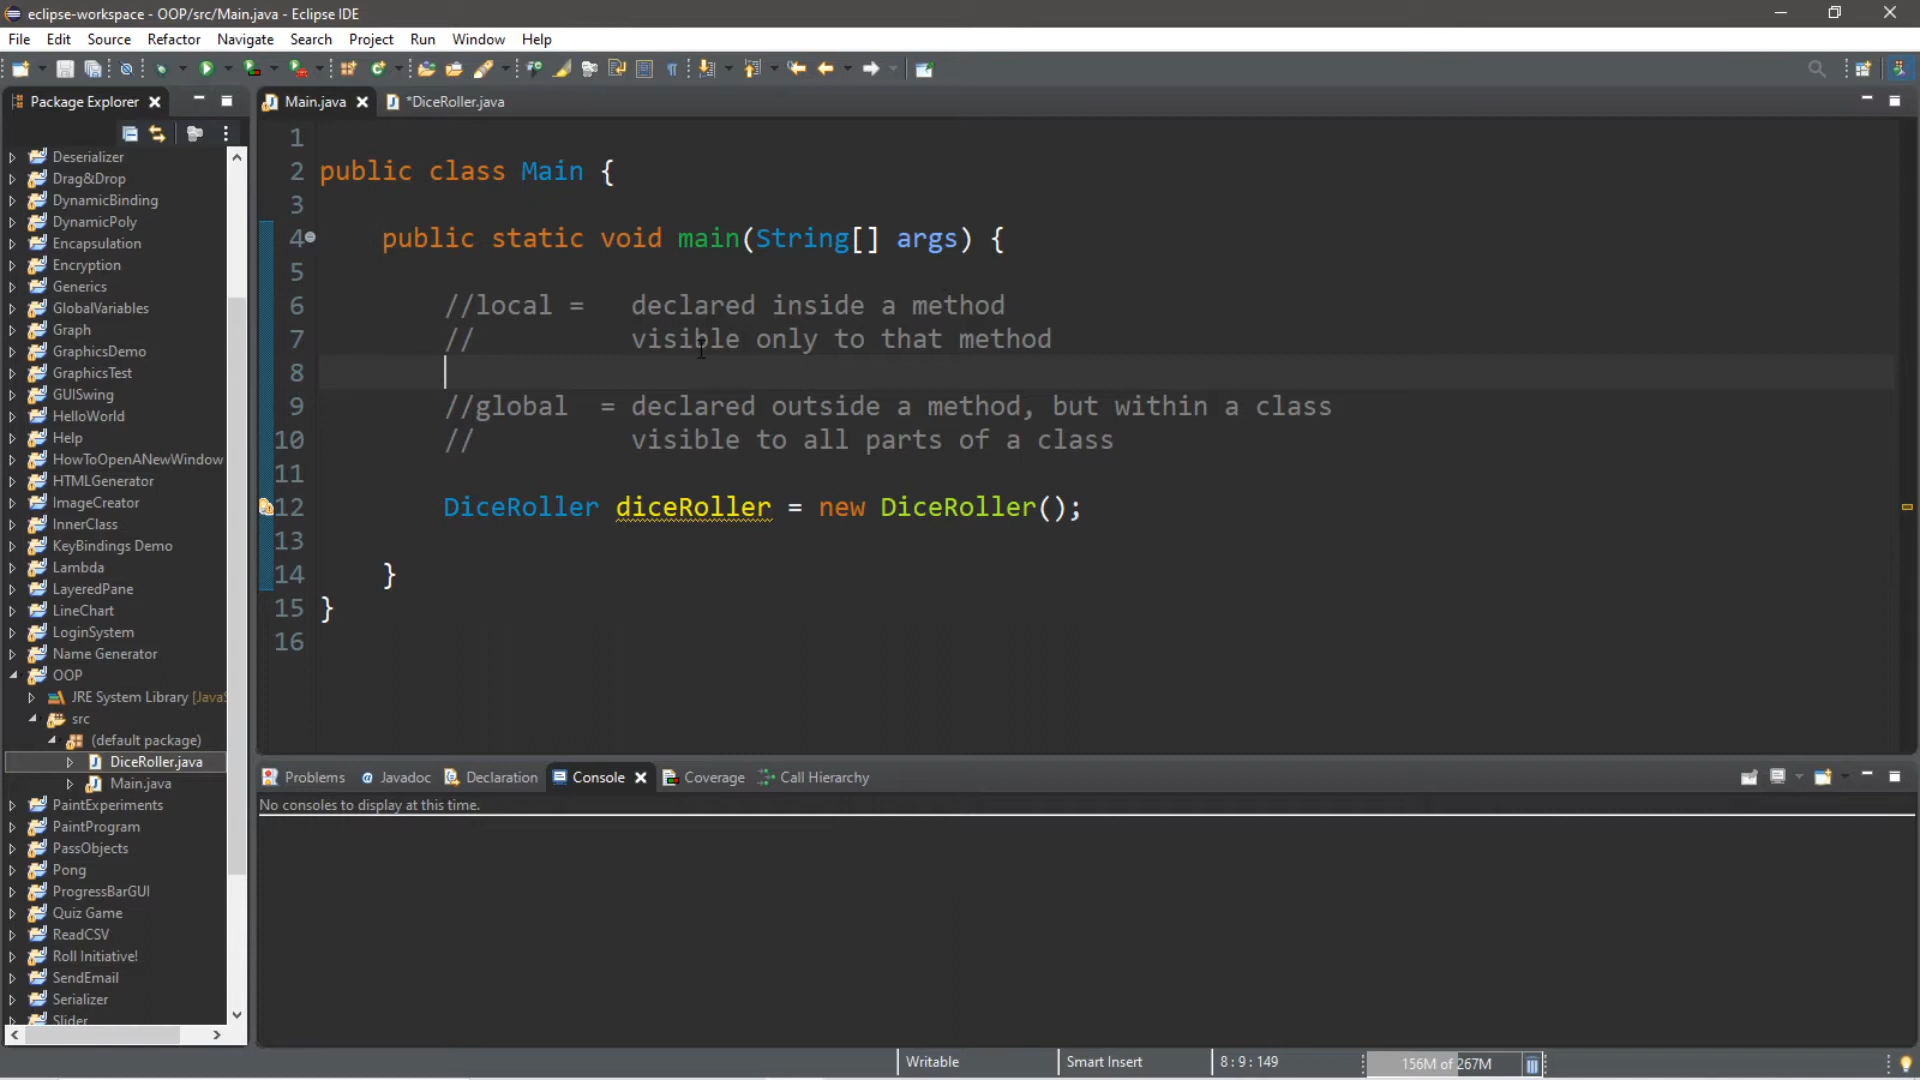 eclipse-workspace - OOP/src/Main.java - Eclipse IDE
File Edit Source Refactor Navigate Search Project Run Window Help
Package Explorer
Main.java *DiceRoller.java
Deserializer
Drag&Drop
DynamicBinding
DynamicPoly
Encapsulation
Encryption
Generics
GlobalVariables
Graph
GraphicsDemo
GraphicsTest
GUISwing
HelloWorld
Help
HowToOpenANewWindow
HTMLGenerator
ImageCreator
InnerClass
KeyBindings Demo
Lambda
LayeredPane
LineChart
LoginSystem
Name Generator
OOP
JRE System Library [JavaS
src
(default package)
DiceRoller.java
Main.java
PaintExperiments
PaintProgram
PassObjects
Pong
ProgressBarGUI
Quiz Game
ReadCSV
Roll Initiative!
SendEmail
Serializer
Slider
1
2 public class Main {
3
4 public static void main(String[] args) {
5
6 //local = declared inside a method
7 // visible only to that method
8
9 //global = declared outside a method, but within a class
10 // visible to all parts of a class
11
12 DiceRoller diceRoller = new DiceRoller();
13
14 }
15 }
16
Problems Javadoc Declaration Console Coverage Call Hierarchy
No consoles to display at this time.
Writable Smart Insert 8 : 9 : 149 156M of 267M